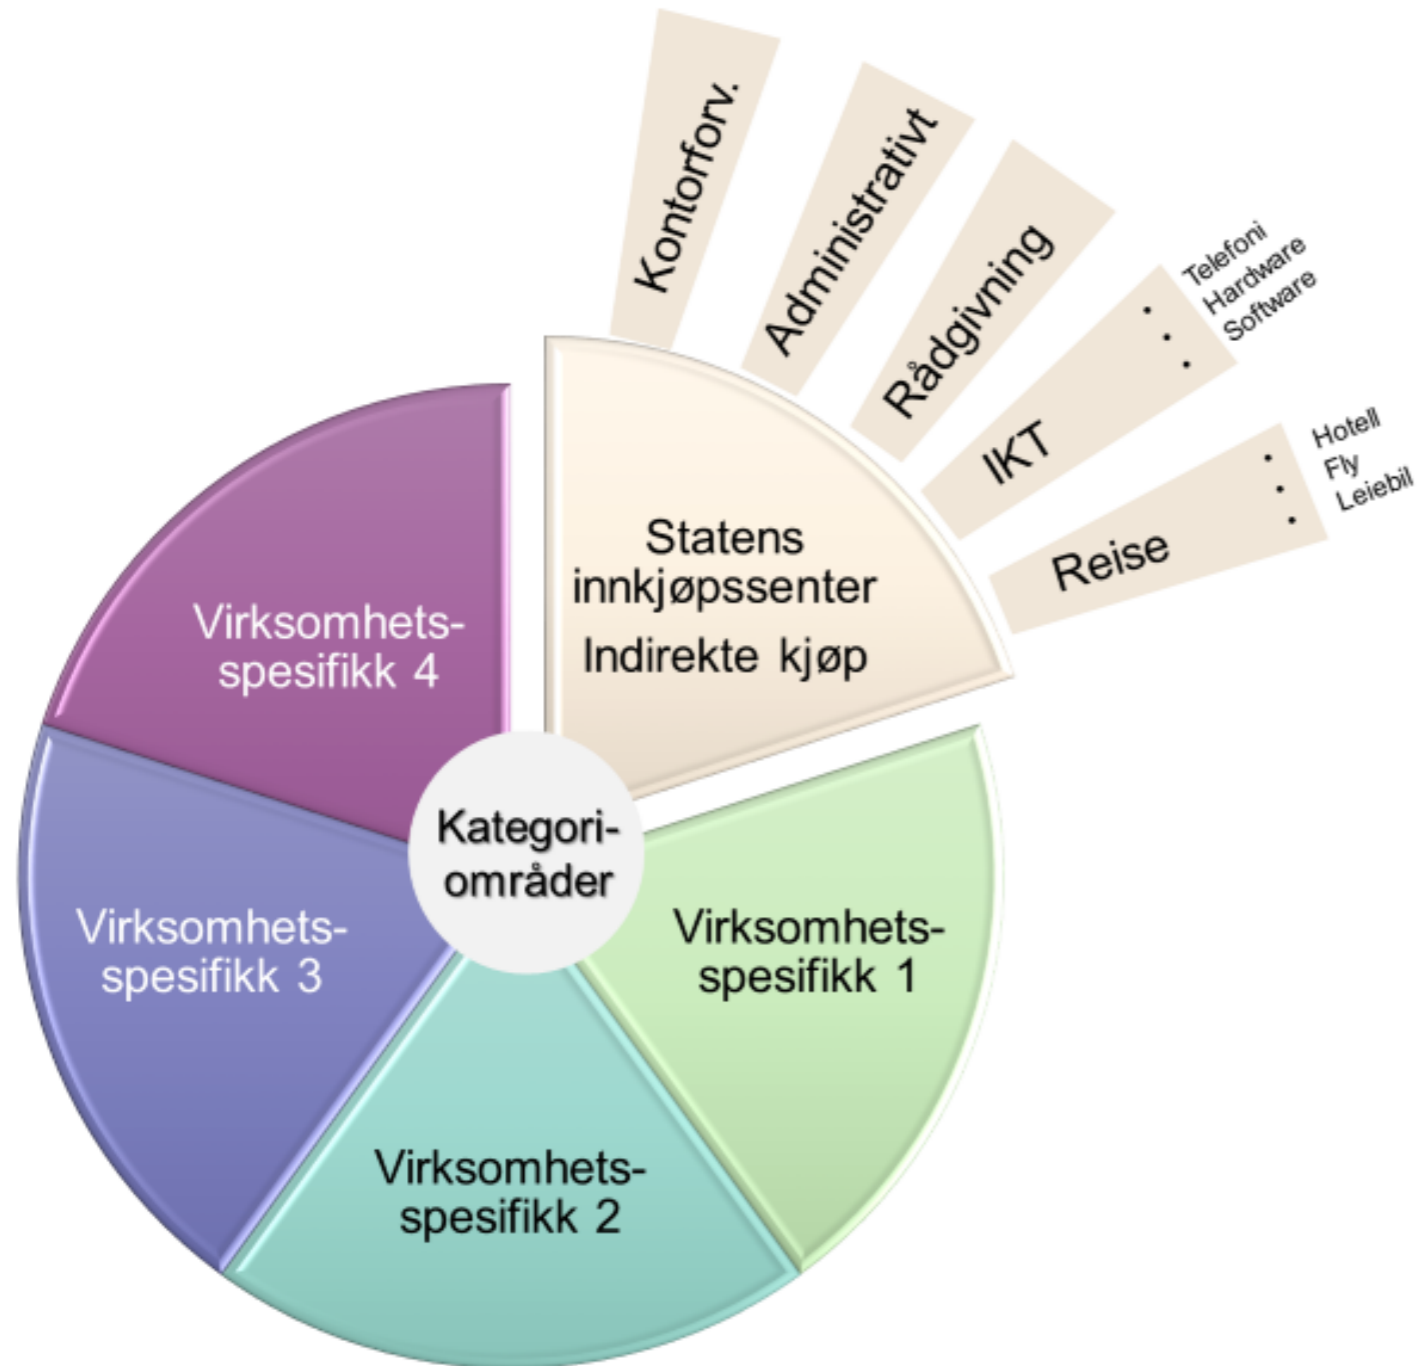 Kontorforv.
Administrativt
Rådgivning
IKT
• Telefoni
• Hardware
• Software
Reise
• Hotell
• Fly
• Leiebil
Statens
innkjøpssenter
Indirekte kjøp
Virksomhets-
spesifikk 4
Kategori-
områder
Virksomhets-
spesifikk 3
Virksomhets-
spesifikk 1
Virksomhets-
spesifikk 2